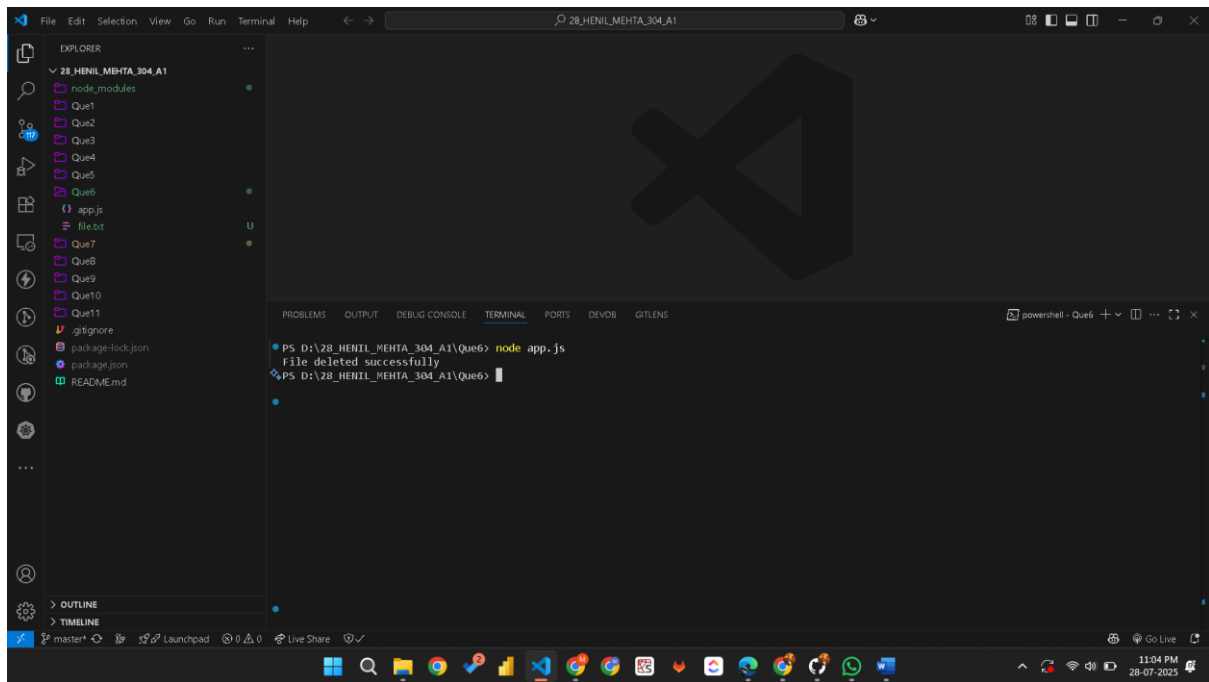 File Edit Selection View Go Run Terminal Help
28_HENIL_MEHTA_304_A1
EXPLORER
28_HENIL_MEHTA_304_A1
node_modules
Que1
Que2
Que3
Que4
Que5
Que6
app.js
file.txt U
Que7
Que8
Que9
Que10
Que11
.gitignore
package-lock.json
package.json
README.md
OUTLINE
TIMELINE
117
PROBLEMS OUTPUT DEBUG CONSOLE TERMINAL PORTS DEVDB GITLENS
powershell - Que6
PS D:\28_HENIL_MEHTA_304_A1\Que6> node app.js
File deleted successfully
PS D:\28_HENIL_MEHTA_304_A1\Que6>
master* Launchpad 0 0 Live Share Go Live
11:04 PM
28-07-2025